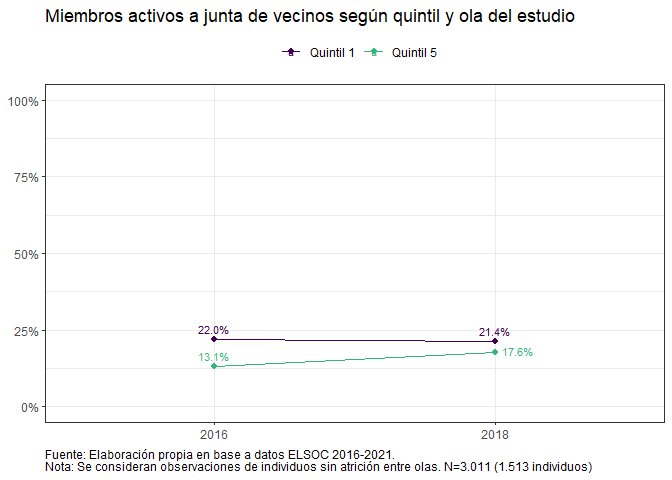 Miembros activos a junta de vecinos según quintil y ola del estudio
Quintil 1 Quintil 5
100%
75%
50%
25%
0%
22.0%
21.4%
13.1%
17.6%
2016 2018
Fuente: Elaboración propia en base a datos ELSOC 2016-2021.
Nota: Se consideran observaciones de individuos sin atrición entre olas. N=3.011 (1.513 individuos)